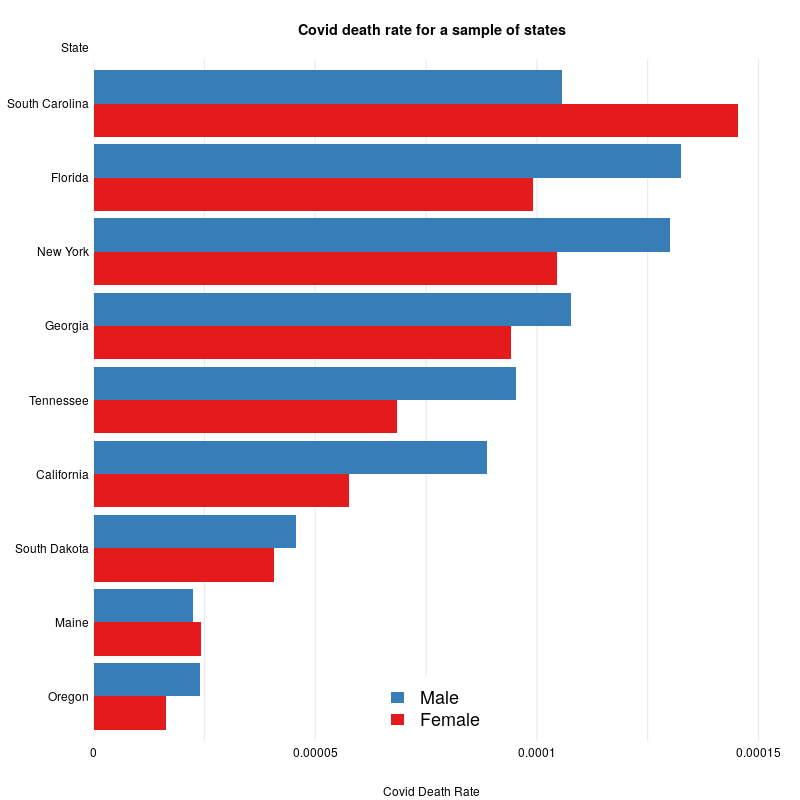 Covid death rate for a sample of states
State
South Carolina
Florida
New York
Georgia
Tennessee
California
South Dakota
Maine
Oregon
Male
Female
0 0.00005 0.0001 0.00015
Covid Death Rate